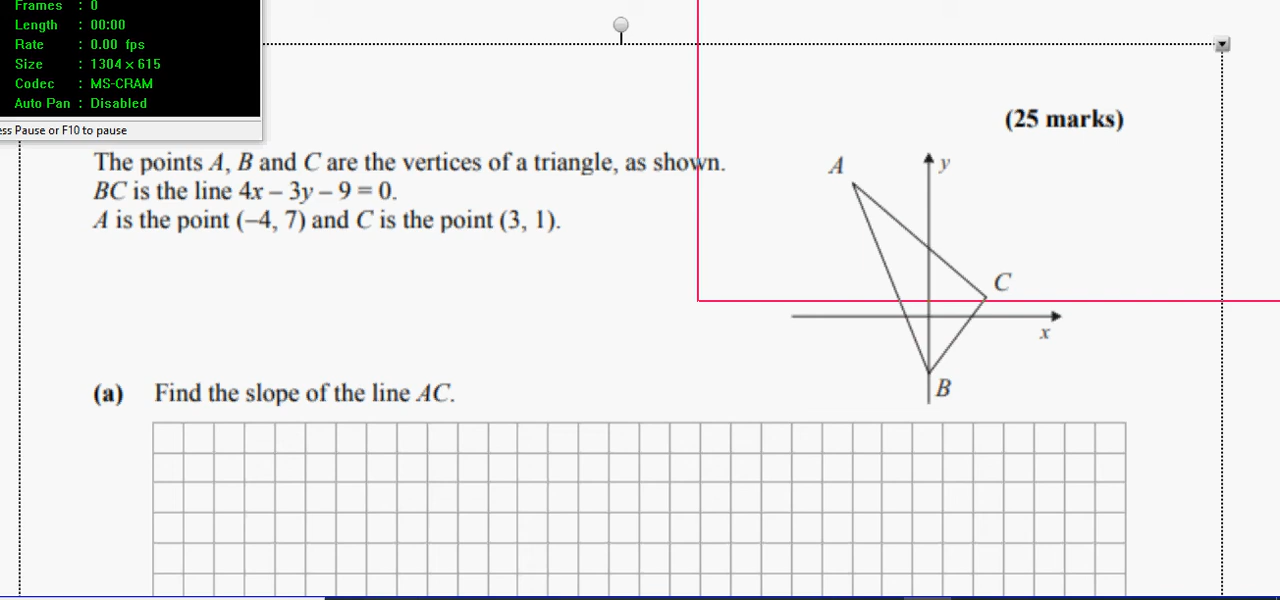 Frames : 0
Length : 00:00
Rate : 0.00 fps
Size : 1304 x 615
Codec : MS-CRAM
Auto Pan : Disabled
ess Pause or F10 to pause
(25 marks)
The points A, B and C are the vertices of a triangle, as shown.
BC is the line 4x – 3y – 9 = 0.
A is the point (–4, 7) and C is the point (3, 1).
A
y
C
x
B
(a) Find the slope of the line AC.